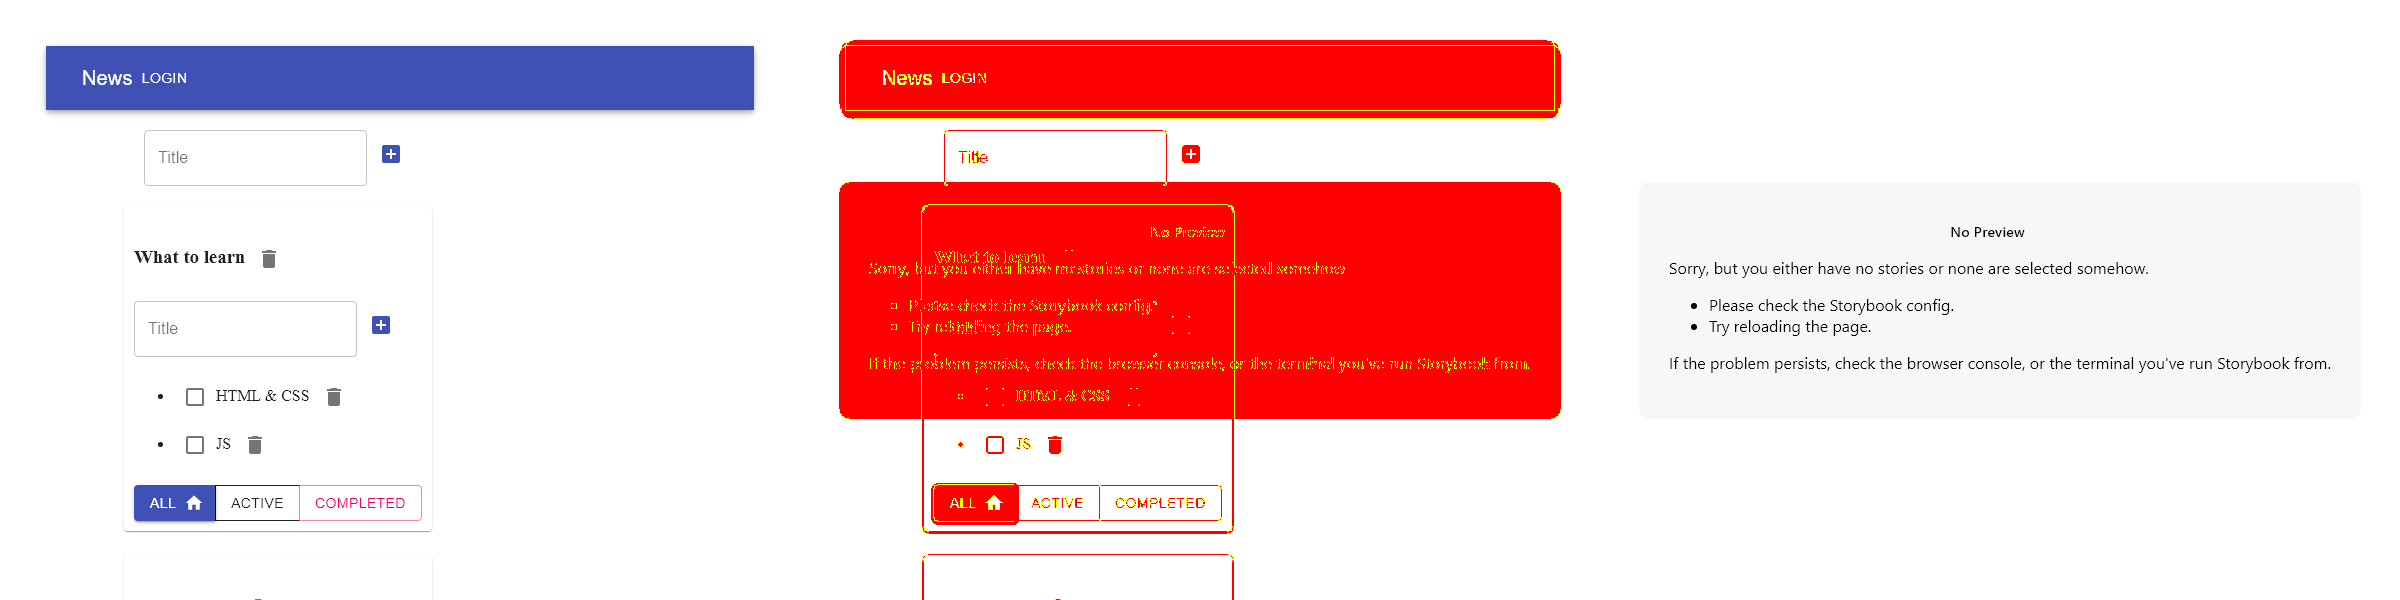 News LOGIN
Title
What to learn
Title
HTML & CSS
JS
ALL ACTIVE COMPLETED
News LOGIN
Title
No Preview
What to learn
Sorry, but you either have no stories or none are selected somehow
Please check the Storybook config.
Try reloading the page.
If the problem persists, check the browser console, or the terminal you've run Storybook from.
HTML & CSS
JS
ALL ACTIVE COMPLETED
No Preview
Sorry, but you either have no stories or none are selected somehow.
Please check the Storybook config.
Try reloading the page.
If the problem persists, check the browser console, or the terminal you've run Storybook from.